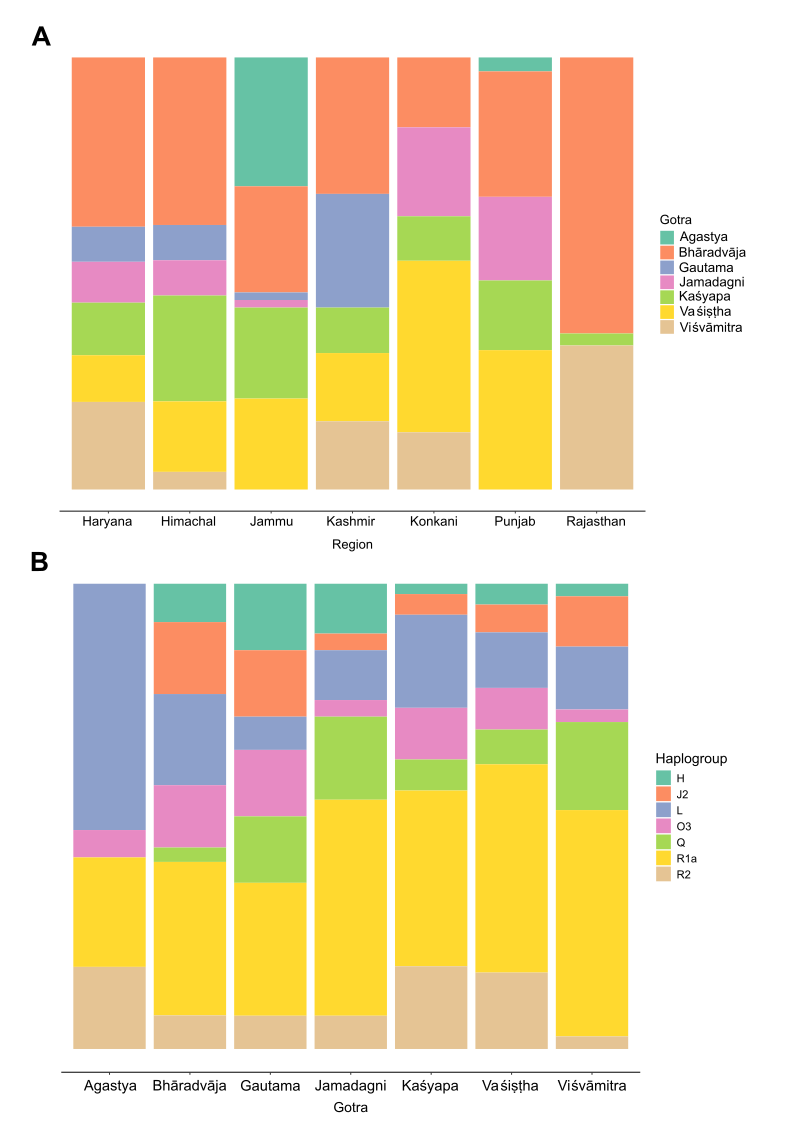 A
Gotra
Agastya
Bhāradvāja
Gautama
Jamadagni
Kaśyapa
Vaśiṣṭha
Viśvāmitra
Haryana Himachal Jammu Kashmir Konkani Punjab Rajasthan
Region
B
Haplogroup
H
J2
L
O3
Q
R1a
R2
Agastya Bhāradvāja Gautama Jamadagni Kaśyapa Vaśiṣṭha Viśvāmitra
Gotra